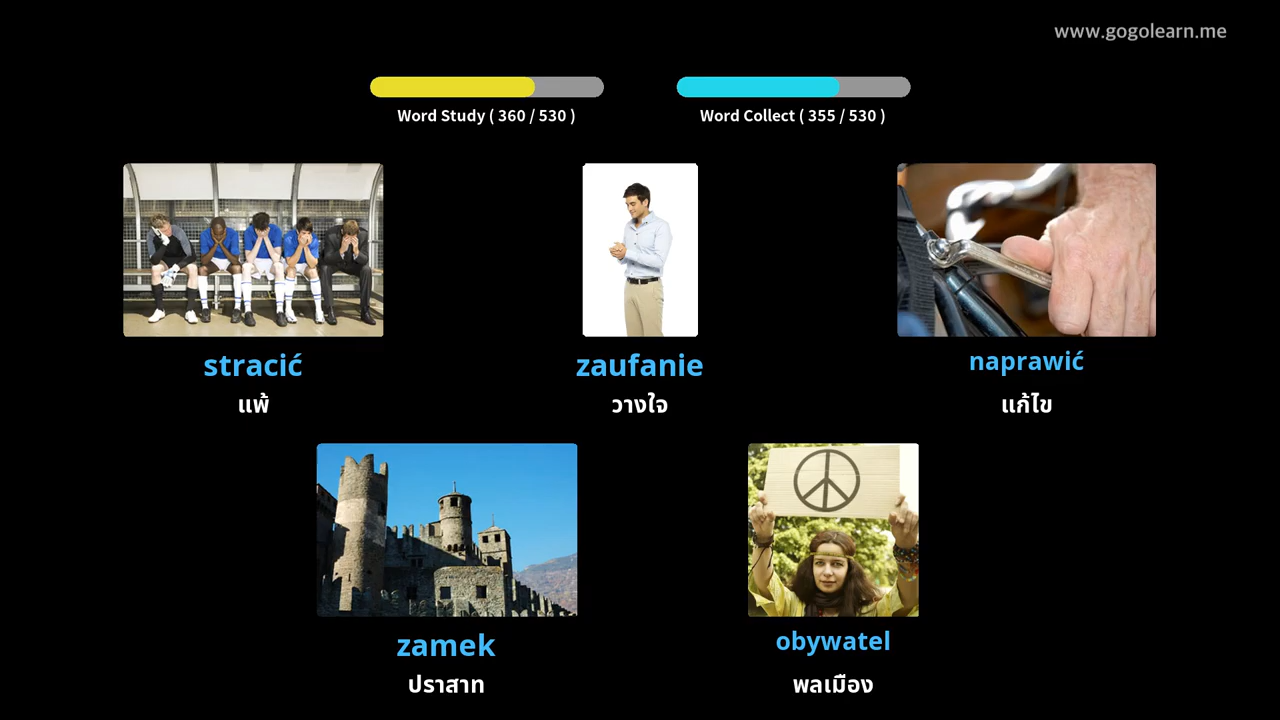 www.gogolearn.me
Word Study ( 360 / 530 )
Word Collect ( 355 / 530 )
stracić
zaufanie
naprawić
แพ้
วางใจ
แก้ไข
zamek
obywatel
ปราสาท
พลเมือง